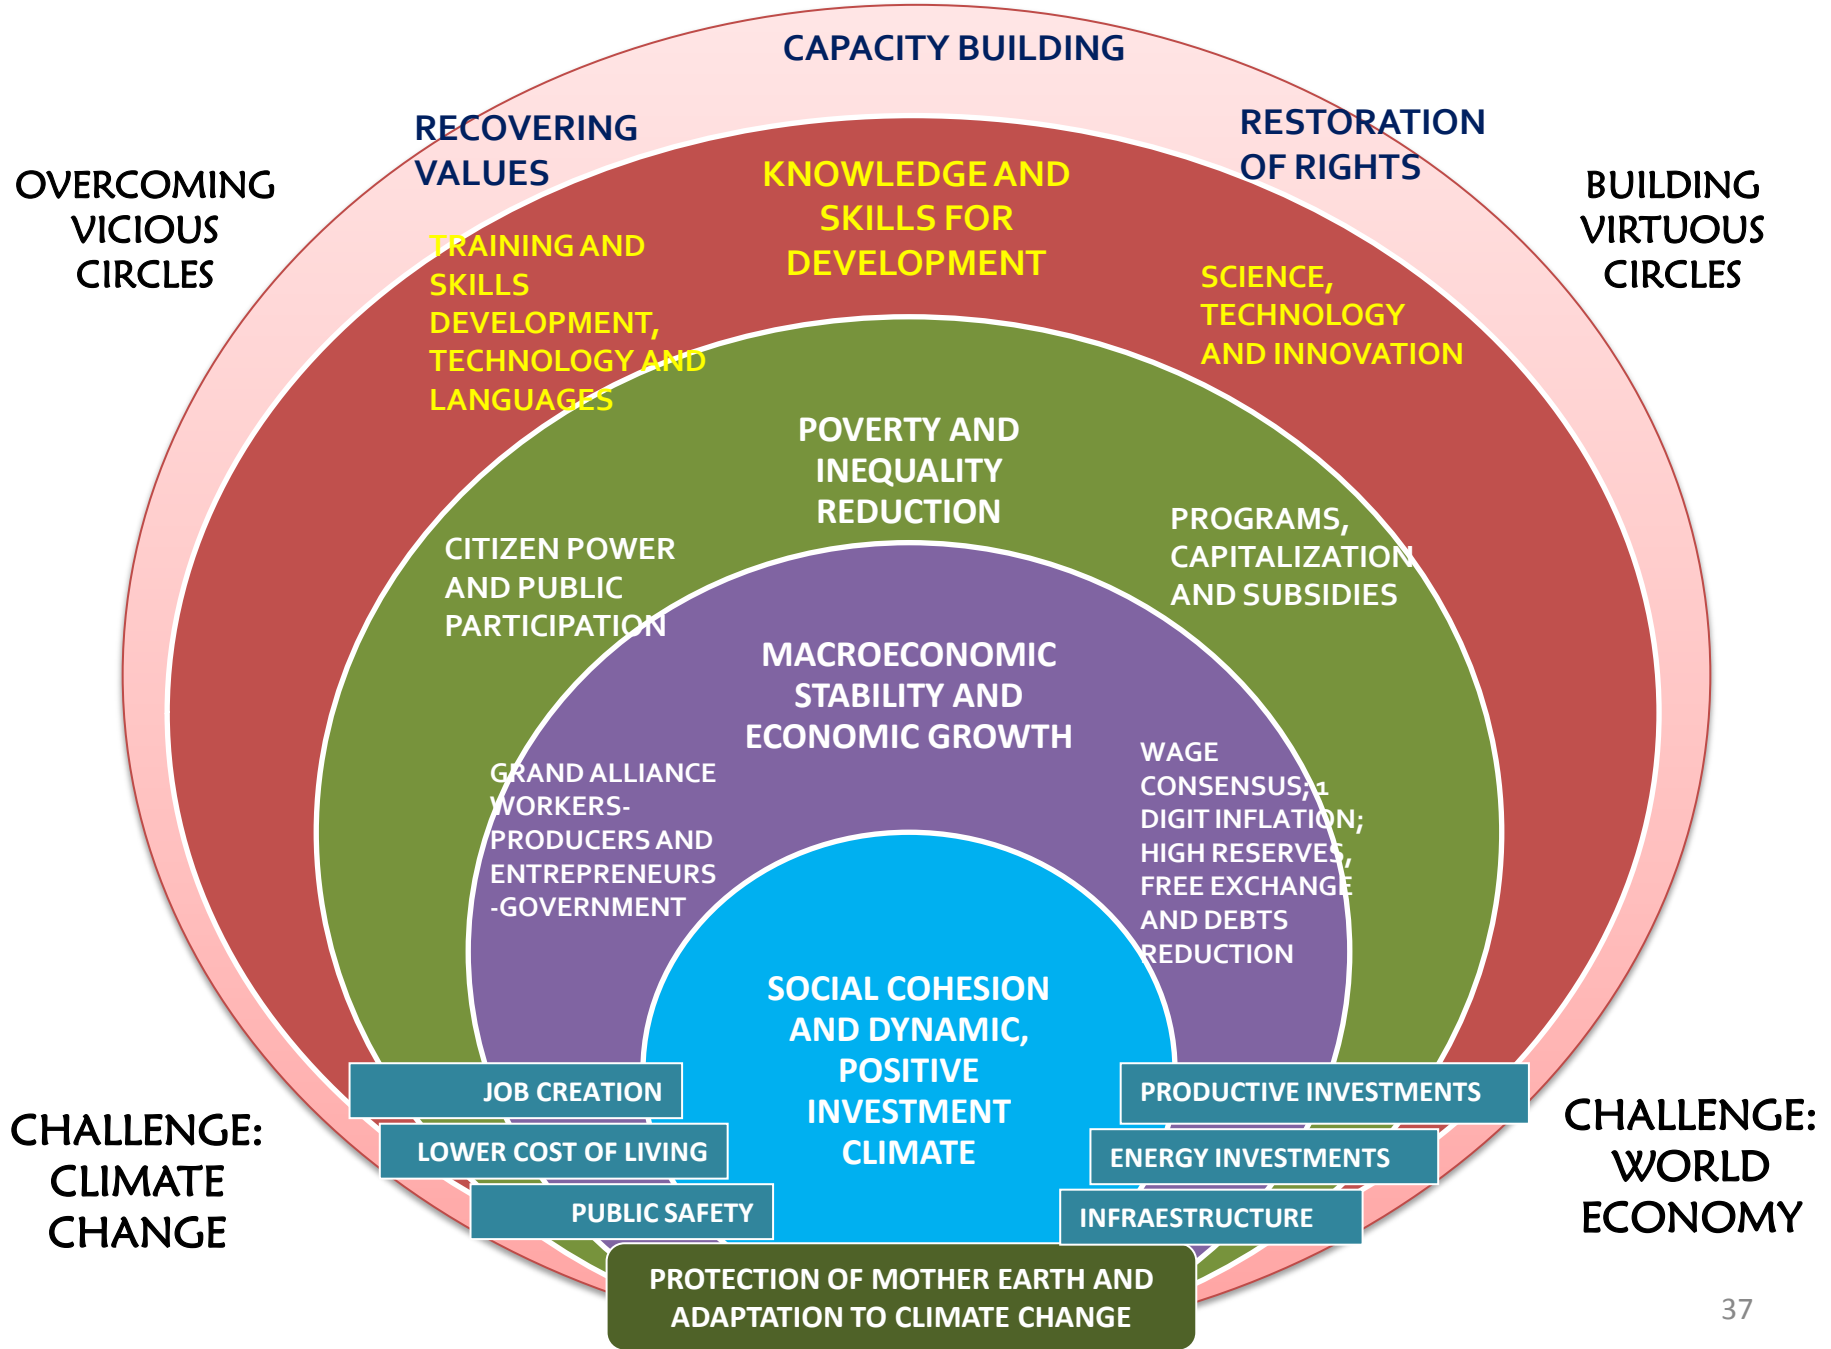 CAPACITY BUILDING
RECOVERING
VALUES
RESTORATION
OF RIGHTS
OVERCOMING
VICIOUS
CIRCLES
KNOWLEDGE AND
SKILLS FOR
DEVELOPMENT
BUILDING
VIRTUOUS
CIRCLES
TRAINING AND
SKILLS
DEVELOPMENT,
TECHNOLOGY AND
LANGUAGES
SCIENCE,
TECHNOLOGY
AND INNOVATION
POVERTY AND
INEQUALITY
REDUCTION
CITIZEN POWER
AND PUBLIC
PARTICIPATION
PROGRAMS,
CAPITALIZATION
AND SUBSIDIES
MACROECONOMIC
STABILITY AND
ECONOMIC GROWTH
GRAND ALLIANCE
WORKERS-
PRODUCERS AND
ENTREPRENEURS
-GOVERNMENT
WAGE
CONSENSUS; 1
DIGIT INFLATION;
HIGH RESERVES,
FREE EXCHANGE
AND DEBTS
REDUCTION
SOCIAL COHESION
AND DYNAMIC,
POSITIVE
INVESTMENT
CLIMATE
JOB CREATION
LOWER COST OF LIVING
PUBLIC SAFETY
PRODUCTIVE INVESTMENTS
ENERGY INVESTMENTS
INFRAESTRUCTURE
CHALLENGE:
CLIMATE
CHANGE
CHALLENGE:
WORLD
ECONOMY
PROTECTION OF MOTHER EARTH AND
ADAPTATION TO CLIMATE CHANGE
37